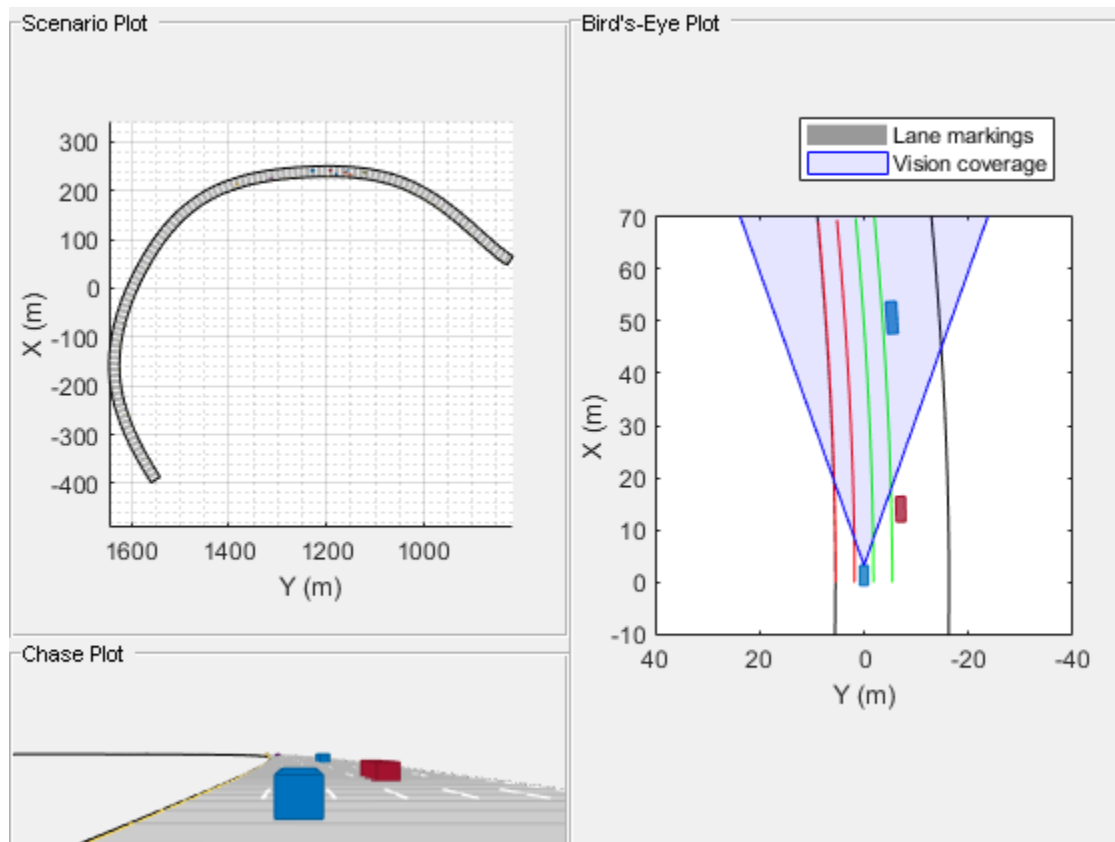 Scenario Plot
300
200
100
0
-100
-200
-300
-400
X (m)
1600 1400 1200 1000
Y (m)
Chase Plot
Bird's-Eye Plot
Lane markings
Vision coverage
70
60
50
40
30
20
10
0
-10
X (m)
40 20 0 -20 -40
Y (m)